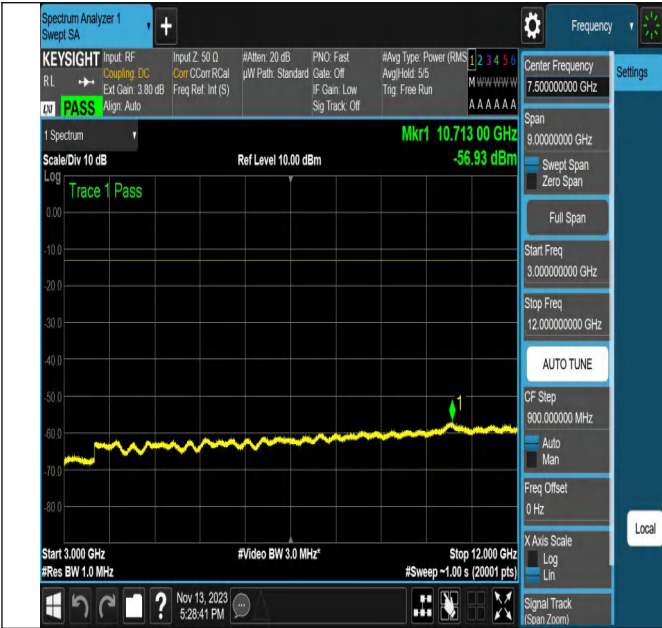 Spectrum Analyzer 1
Swept SA
+
Frequency
KEYSIGHT
RL
LXI PASS
Input: RF
Coupling: DC
Ext Gain: 3.80 dB
Align: Auto
Input Z: 50 Ω
Corr CCorr RCal
Freq Ref: Int (S)
#Atten: 20 dB
µW Path: Standard
PNO: Fast
Gate: Off
IF Gain: Low
Sig Track: Off
#Avg Type: Power (RMS
Avg|Hold: 5/5
Trig: Free Run
1 2 3 4 5 6
M W W W W W
A A A A A A
1 Spectrum
Mkr1 10.713 00 GHz
-56.93 dBm
Scale/Div 10 dB
Ref Level 10.00 dBm
Log
Trace 1 Pass
0.00
-10.0
-20.0
-30.0
-40.0
-50.0
-60.0
-70.0
-80.0
1
Start 3.000 GHz
#Res BW 1.0 MHz
#Video BW 3.0 MHz*
Stop 12.000 GHz
#Sweep ~1.00 s (20001 pts)
?
Nov 13, 2023
5:28:41 PM
Center Frequency
7.500000000 GHz
Settings
Span
9.00000000 GHz
Swept Span
Zero Span
Full Span
Start Freq
3.000000000 GHz
Stop Freq
12.000000000 GHz
AUTO TUNE
CF Step
900.000000 MHz
Auto
Man
Freq Offset
0 Hz
Local
X Axis Scale
Log
Lin
Signal Track
(Span Zoom)